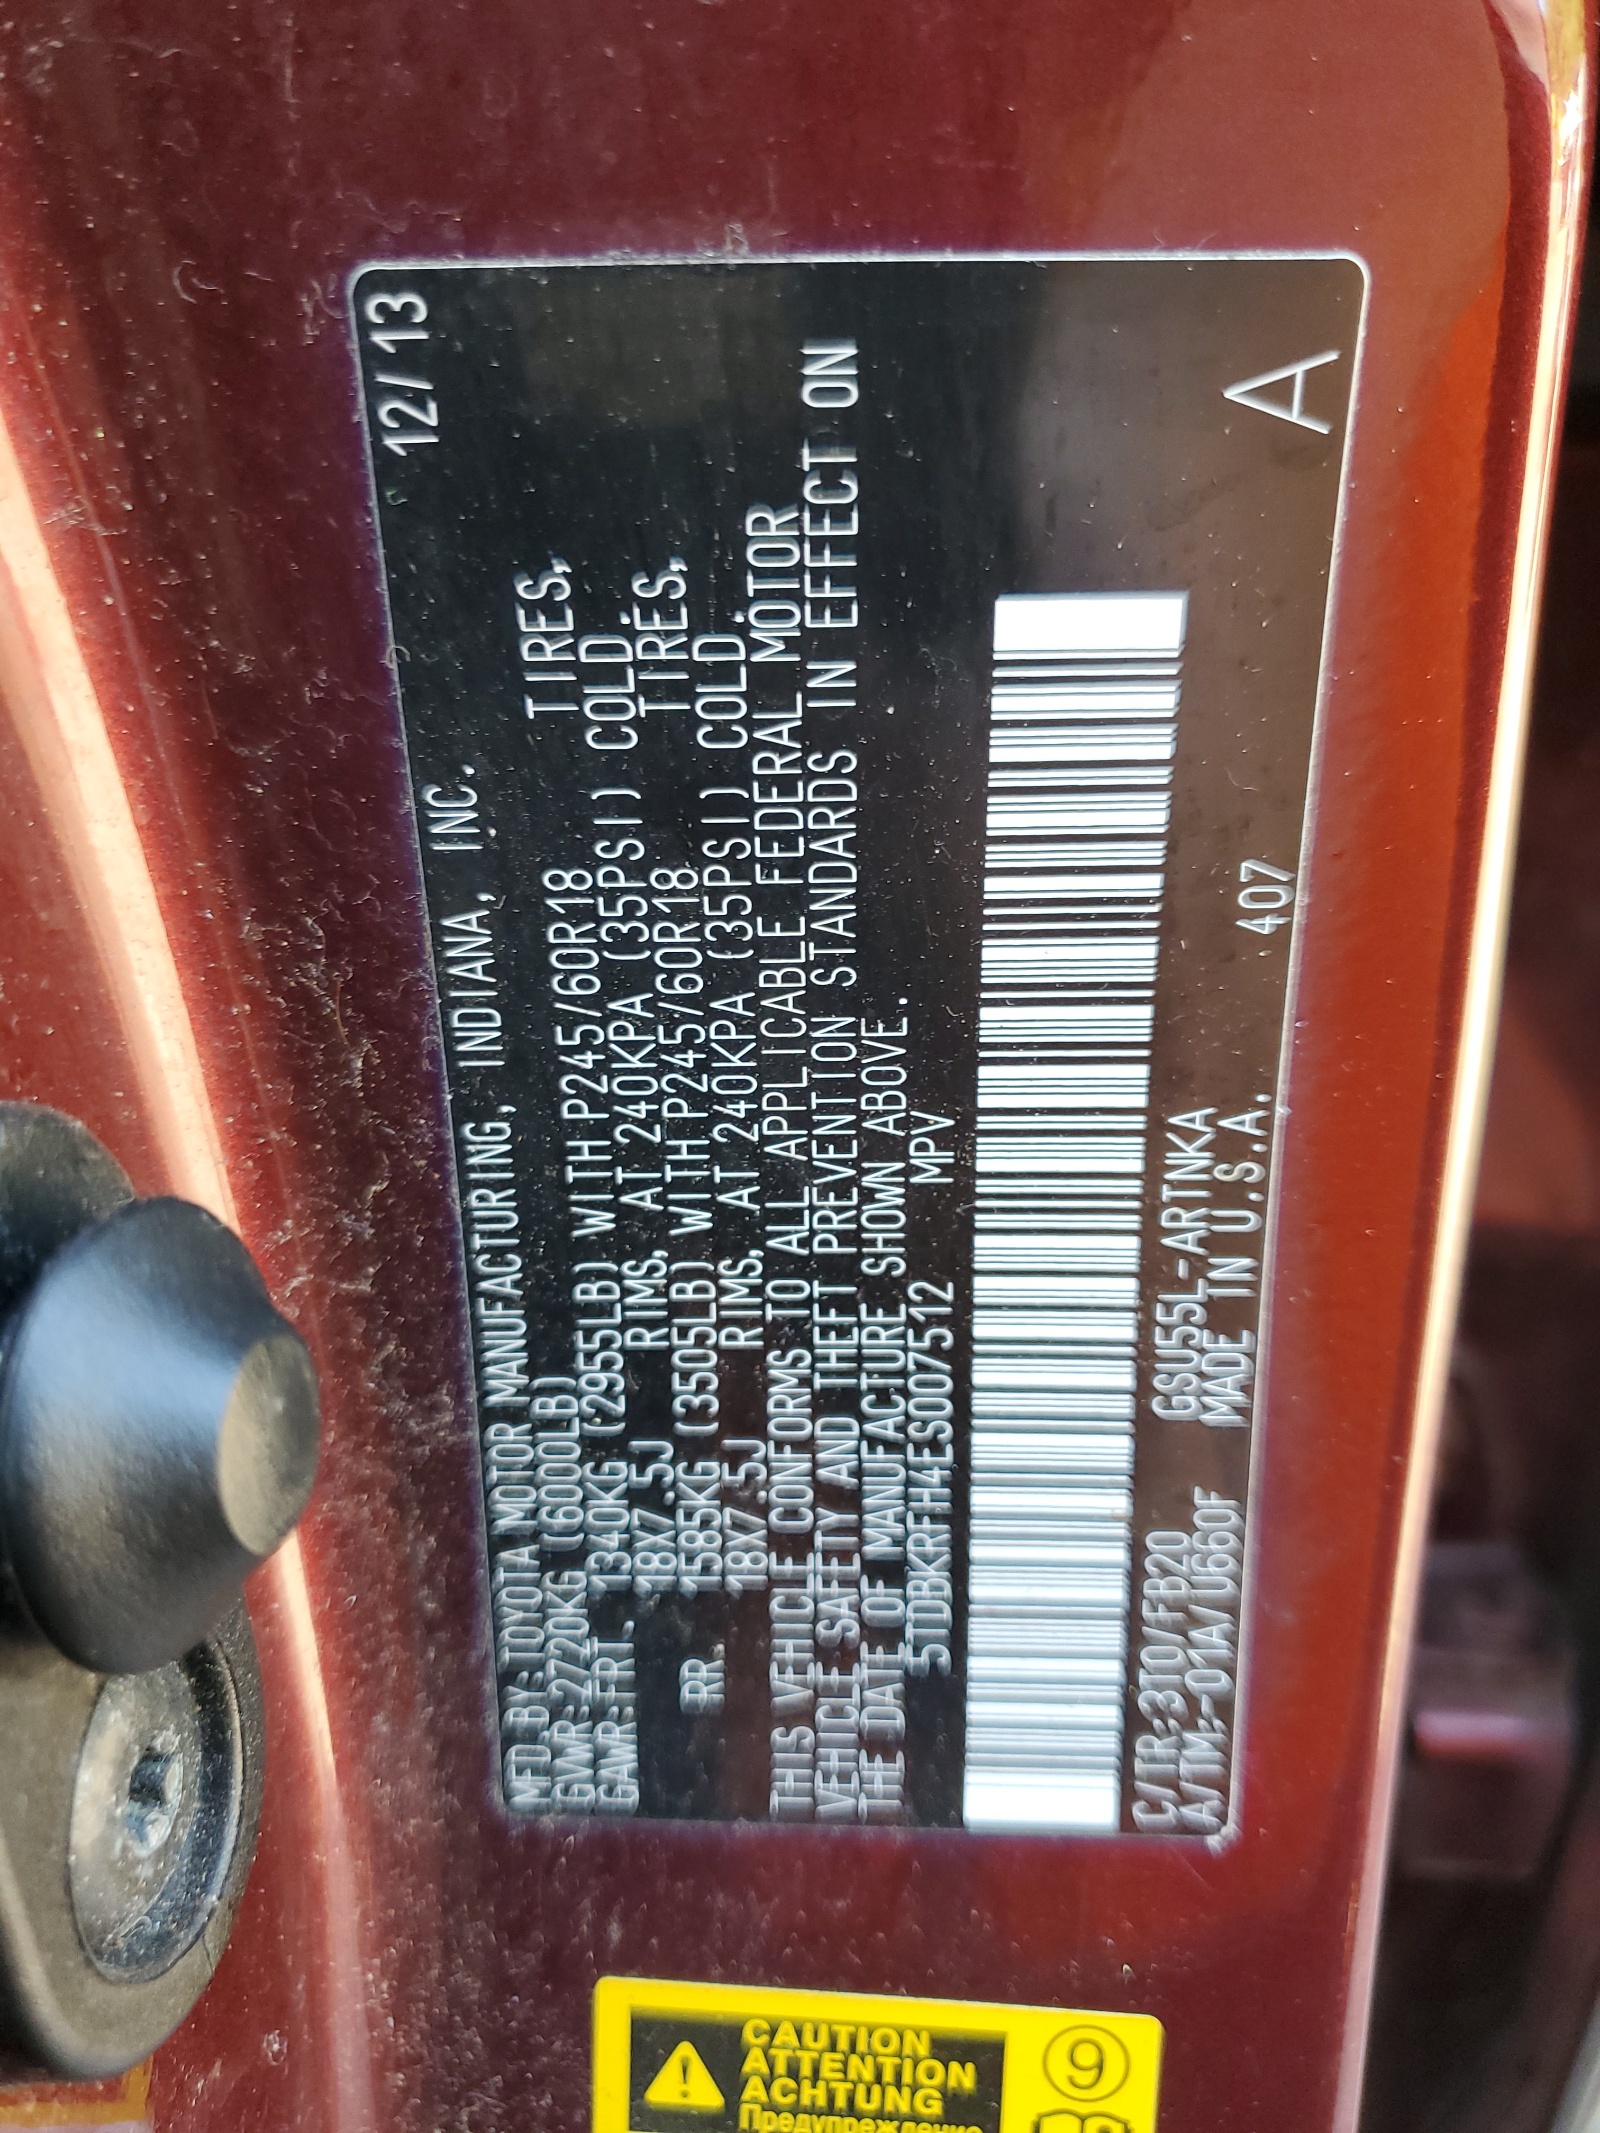 12/13
MFD.BY:TOYOTA MOTOR MANUFACTURING, INDIANA, INC.
GVWR:2720KG (6000LB)
GAWR:FRT. 1340KG (2955LB) WITH P245/60R18 TIRES,
18X7.5J RIMS, AT 240KPA (35PSI) COLD.
RR. 1585KG (3505LB) WITH P245/60R18 TIRES,
18X7.5J RIMS, AT 240KPA (35PSI) COLD.
THIS VEHICLE CONFORMS TO ALL APPLICABLE FEDERAL MOTOR
VEHICLE SAFETY AND THEFT PREVENTION STANDARDS IN EFFECT ON
THE DATE OF MANUFACTURE SHOWN ABOVE.
5TDBKRFH4ES007512 MPV
C/TR:3T0/FB20 GSU55L-ARTNKA
A/TM:-01A/U660F MADE IN U.S.A. 407
A
CAUTION
ATTENTION
ACHTUNG
Предупреждение
9